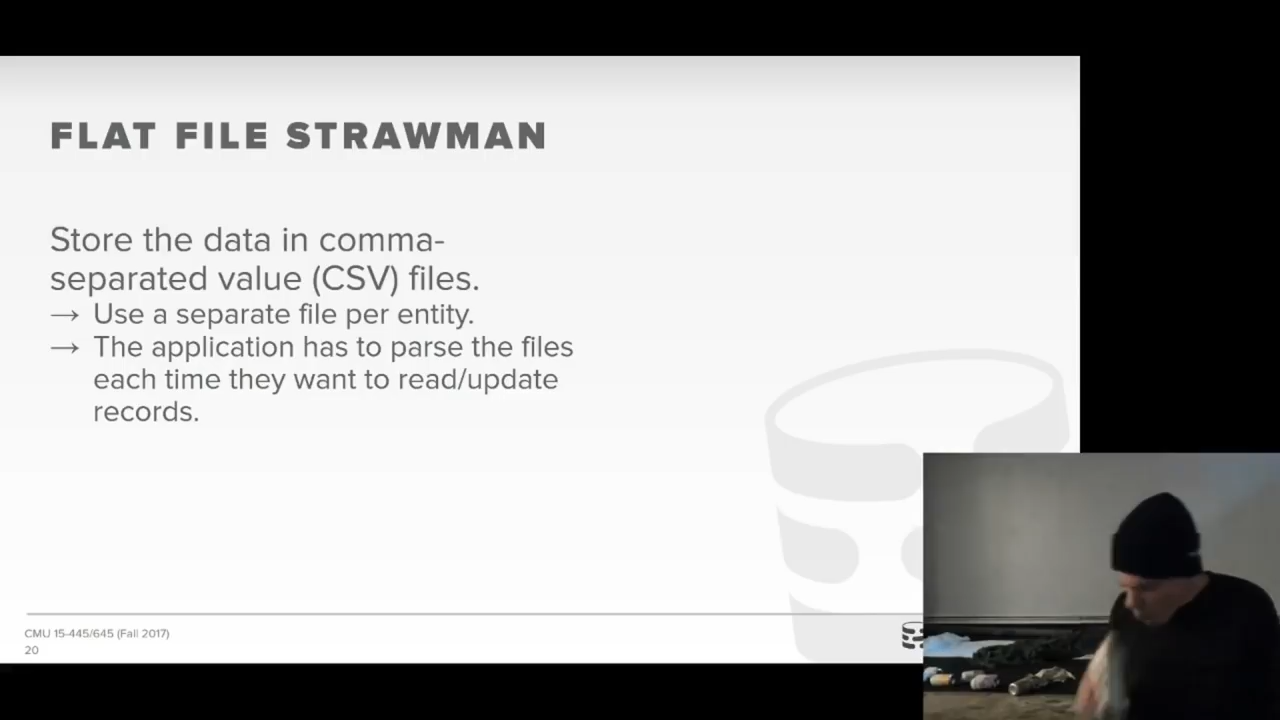 FLAT FILE STRAWMAN
Store the data in comma-
separated value (CSV) files.
→ Use a separate file per entity.
→ The application has to parse the files
each time they want to read/update
records.
CMU 15-445/645 (Fall 2017)
20